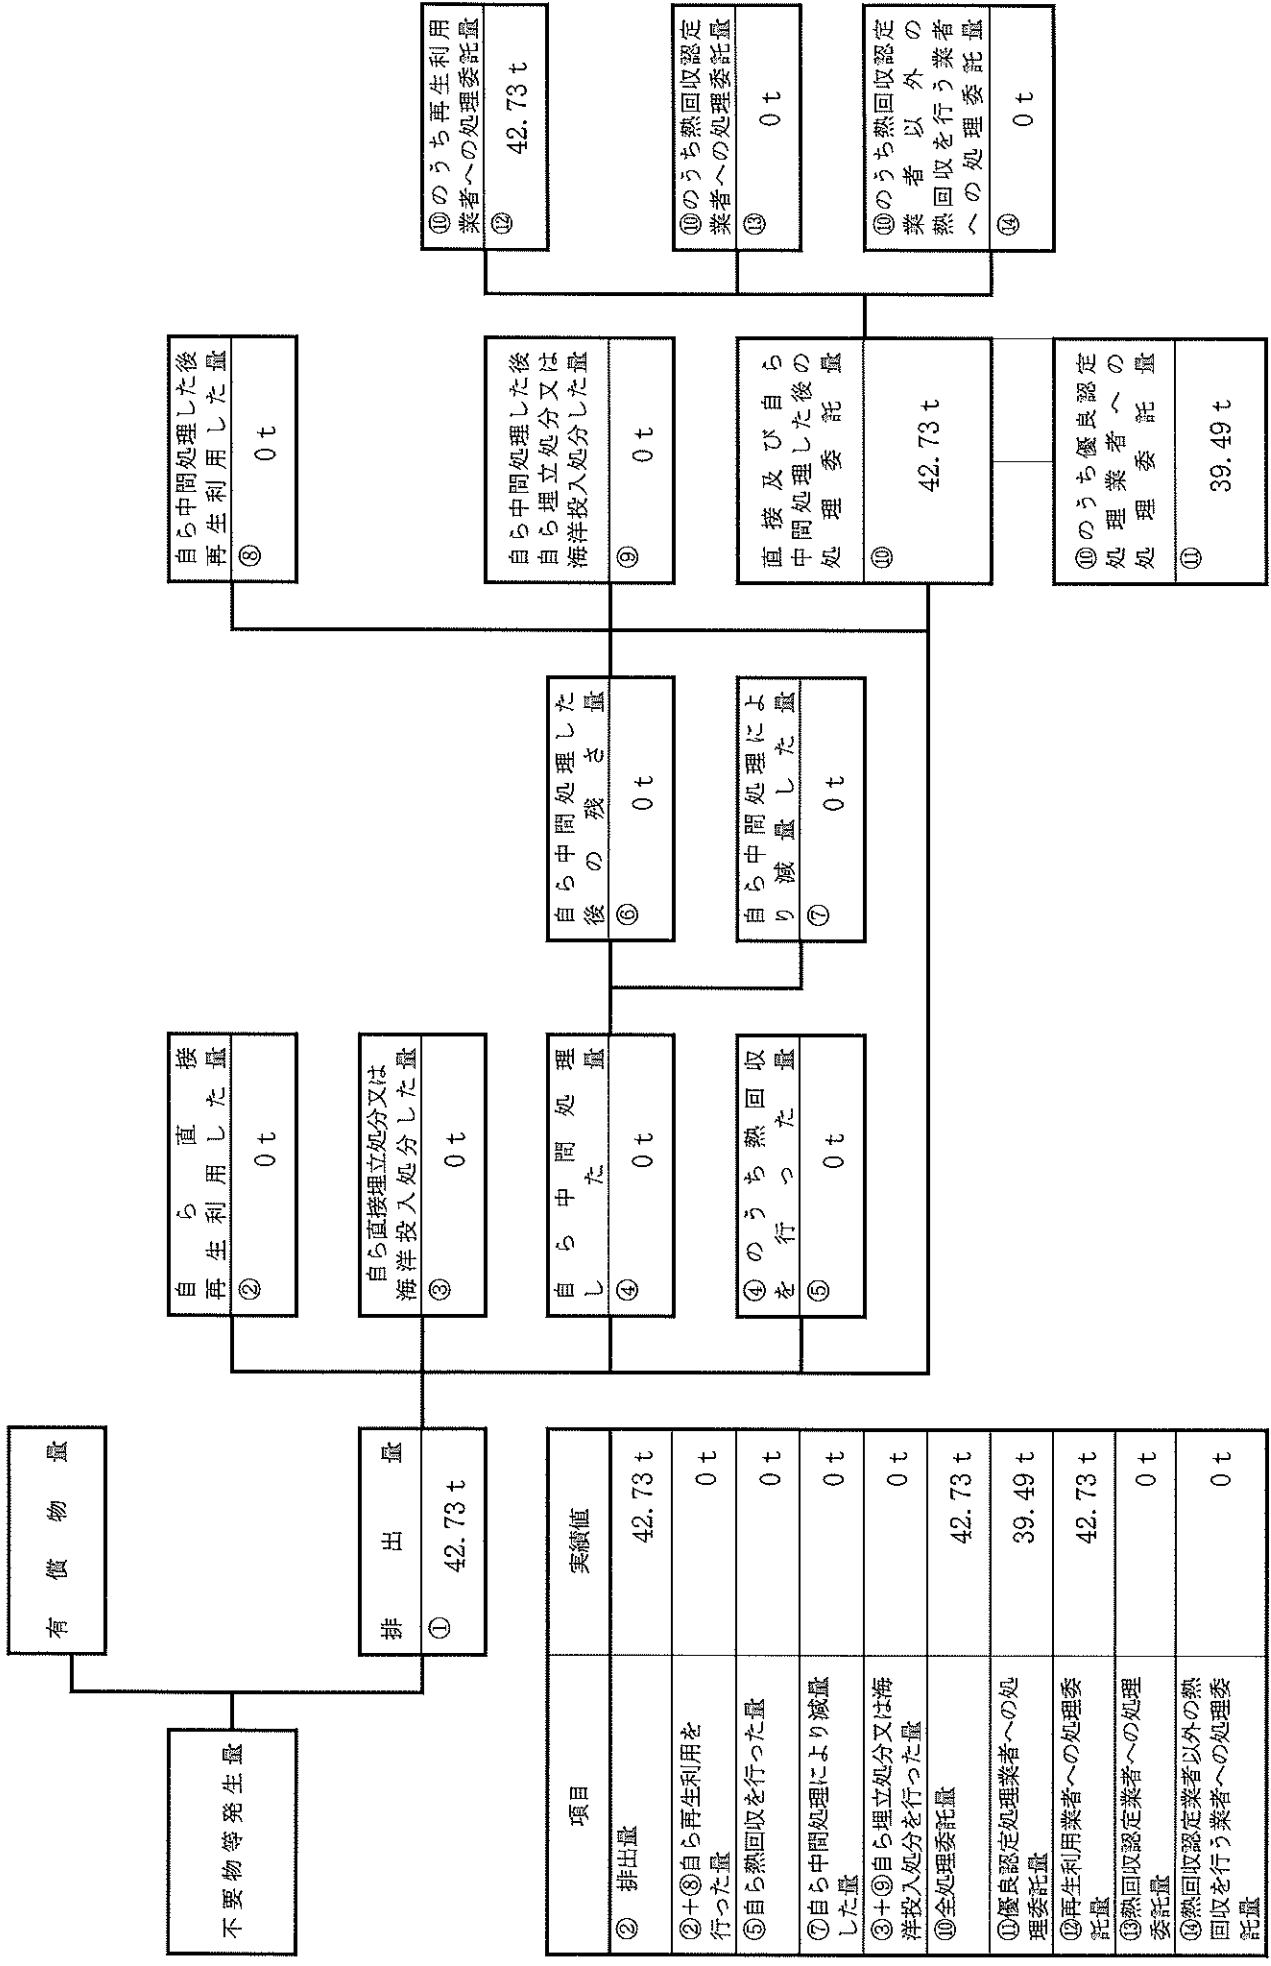 不要物等発生量
有償物量
排出量
① 42.73 t
自ら直接
再生利用した量
② 0 t
自ら直接埋立処分又は
海洋投入処分した量
③ 0 t
自ら中間処理
した量
④ 0 t
④のうち熱回収
を行った量
⑤ 0 t
自ら中間処理した
後の残さ量
⑥ 0 t
自ら中間処理によ
り減量した量
⑦ 0 t
自ら中間処理した後
再生利用した量
⑧ 0 t
自ら中間処理した後
自ら埋立処分又は
海洋投入処分した量
⑨ 0 t
直接及び自ら
中間処理した後の
処理委託量
⑩ 42.73 t
⑩のうち優良認定
処理業者への
処理委託量
⑪ 39.49 t
⑩のうち再生利用
業者への処理委託量
⑫ 42.73 t
⑩のうち熱回収認定
業者への処理委託量
⑬ 0 t
⑩のうち熱回収認定
業者以外の
熱回収を行う業者
への処理委託量
⑭ 0 t
項目 実績値
② 排出量 42.73 t
②+⑧自ら再生利用を
行った量 0 t
⑤自ら熱回収を行った量 0 t
⑦自ら中間処理により減量
した量 0 t
③+⑨自ら埋立処分又は海
洋投入処分を行った量 0 t
⑩全処理委託量 42.73 t
⑪優良認定処理業者への処
理委託量 39.49 t
⑫再生利用業者への処理委
託量 42.73 t
⑬熱回収認定業者への処理
委託量 0 t
⑭熱回収認定業者以外の熱
回収を行う業者への処理委
託量 0 t